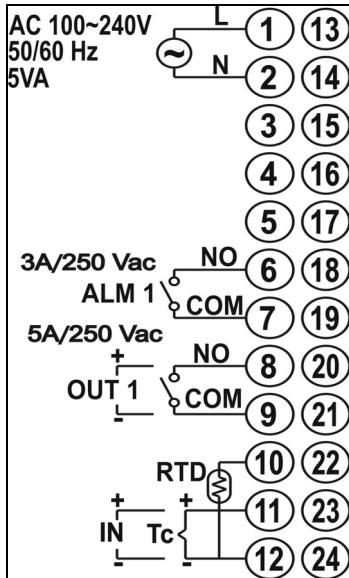 AC 100~240V L 1 13
50/60 Hz ~
5VA N 2 14
3 15
4 16
5 17
3A/250 Vac NO 6 18
ALM 1 COM 7 19
5A/250 Vac
+ NO 8 20
OUT 1 COM
- 9 21
RTD 10 22
+ + 11 23
IN Tc
- - 12 24